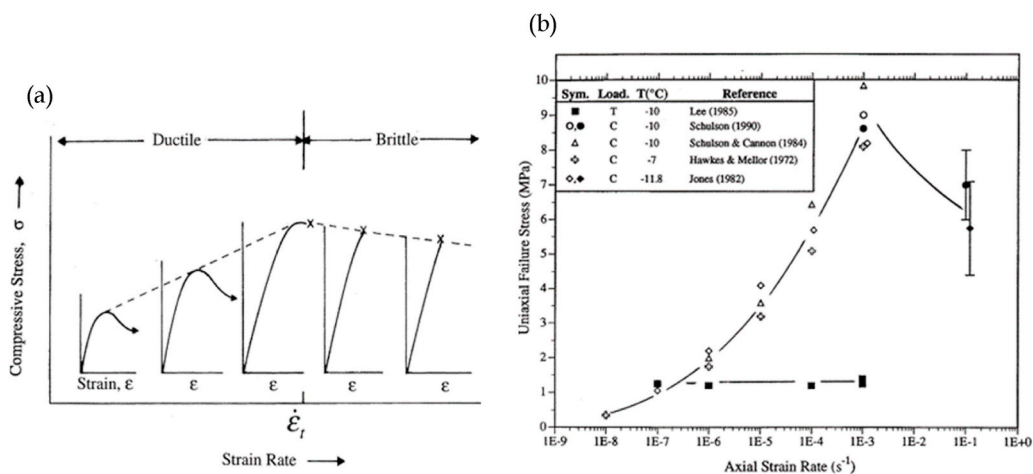 (a)
Ductile
Brittle
Compressive Stress, σ
Strain, ε
ε
ε
ε
ε
ε̇t
Strain Rate
(b)
Sym. Load. T(°C) Reference
T -10 Lee (1985)
, C -10 Schulson (1990)
C -10 Schulson & Cannon (1984)
C -7 Hawkes & Mellor (1972)
, C -11.8 Jones (1982)
Uniaxial Failure Stress (MPa)
10
9
8
7
6
5
4
3
2
1
0
1E-9 1E-8 1E-7 1E-6 1E-5 1E-4 1E-3 1E-2 1E-1 1E+0
Axial Strain Rate (s⁻¹)